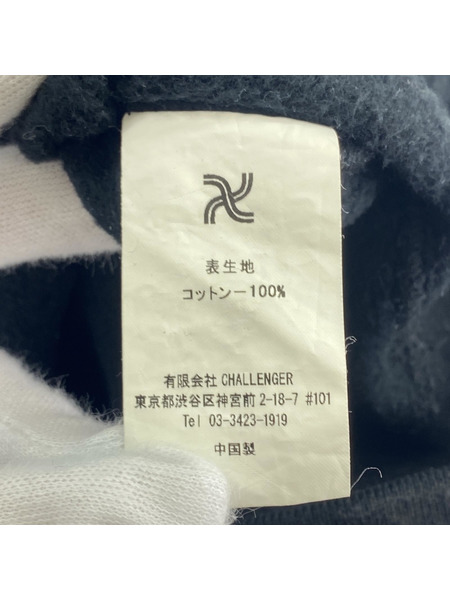 表生地
コットンー100%
有限会社 CHALLENGER
東京都渋谷区神宮前2-18-7 #101
Tel 03-3423-1919
中国製